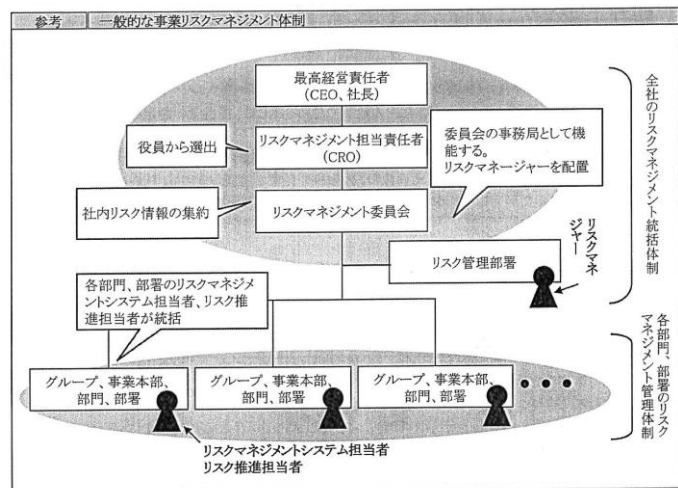 参考 一般的な事業リスクマネジメント体制
最高経営責任者
(CEO、社長)
役員から選出
リスクマネジメント担当責任者
(CRO)
委員会の事務局として機
能する。
リスクマネージャーを配置
社内リスク情報の集約
リスクマネジメント委員会
リスク管理部署
リスクマネ
ジャー
全社のリスクマネジメント統括体制
各部門、部署のリスクマネジメ
ントシステム担当者、リスク推
進担当者が統括
グループ、事業本部、
部門、部署
グループ、事業本部、
部門、部署
グループ、事業本部、
部門、部署
リスクマネジメントシステム担当者
リスク推進担当者
各部門、部署のリスク
マネジメント管理体制